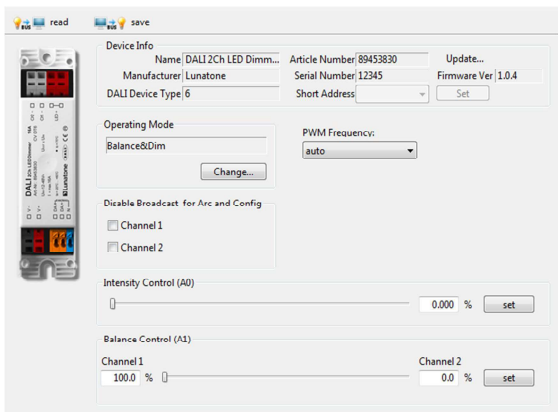 read save
Device Info
Name DALI 2Ch LED Dimm... Article Number 89453830 Update...
Manufacturer Lunatone Serial Number 12345 Firmware Ver 1.0.4
DALI Device Type 6 Short Address Set
Operating Mode
Balance&Dim
Change...
PWM Frequency:
auto
Disable Broadcast for Arc and Config
Channel 1
Channel 2
Intensity Control (A0)
0.000 % set
Balance Control (A1)
Channel 1 Channel 2
100.0 % 0.0 % set
DALI
Lunatone